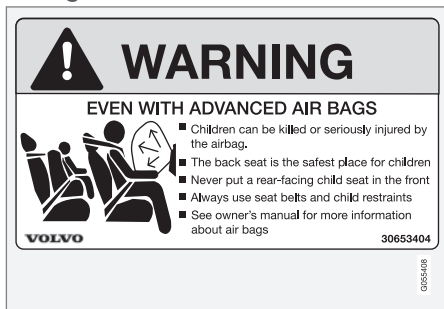 WARNING
EVEN WITH ADVANCED AIR BAGS
■ Children can be killed or seriously injured by
the airbag.
■ The back seat is the safest place for children
■ Never put a rear-facing child seat in the front
■ Always use seat belts and child restraints
■ See owner's manual for more information
about air bags
VOLVO
30653404
G055408